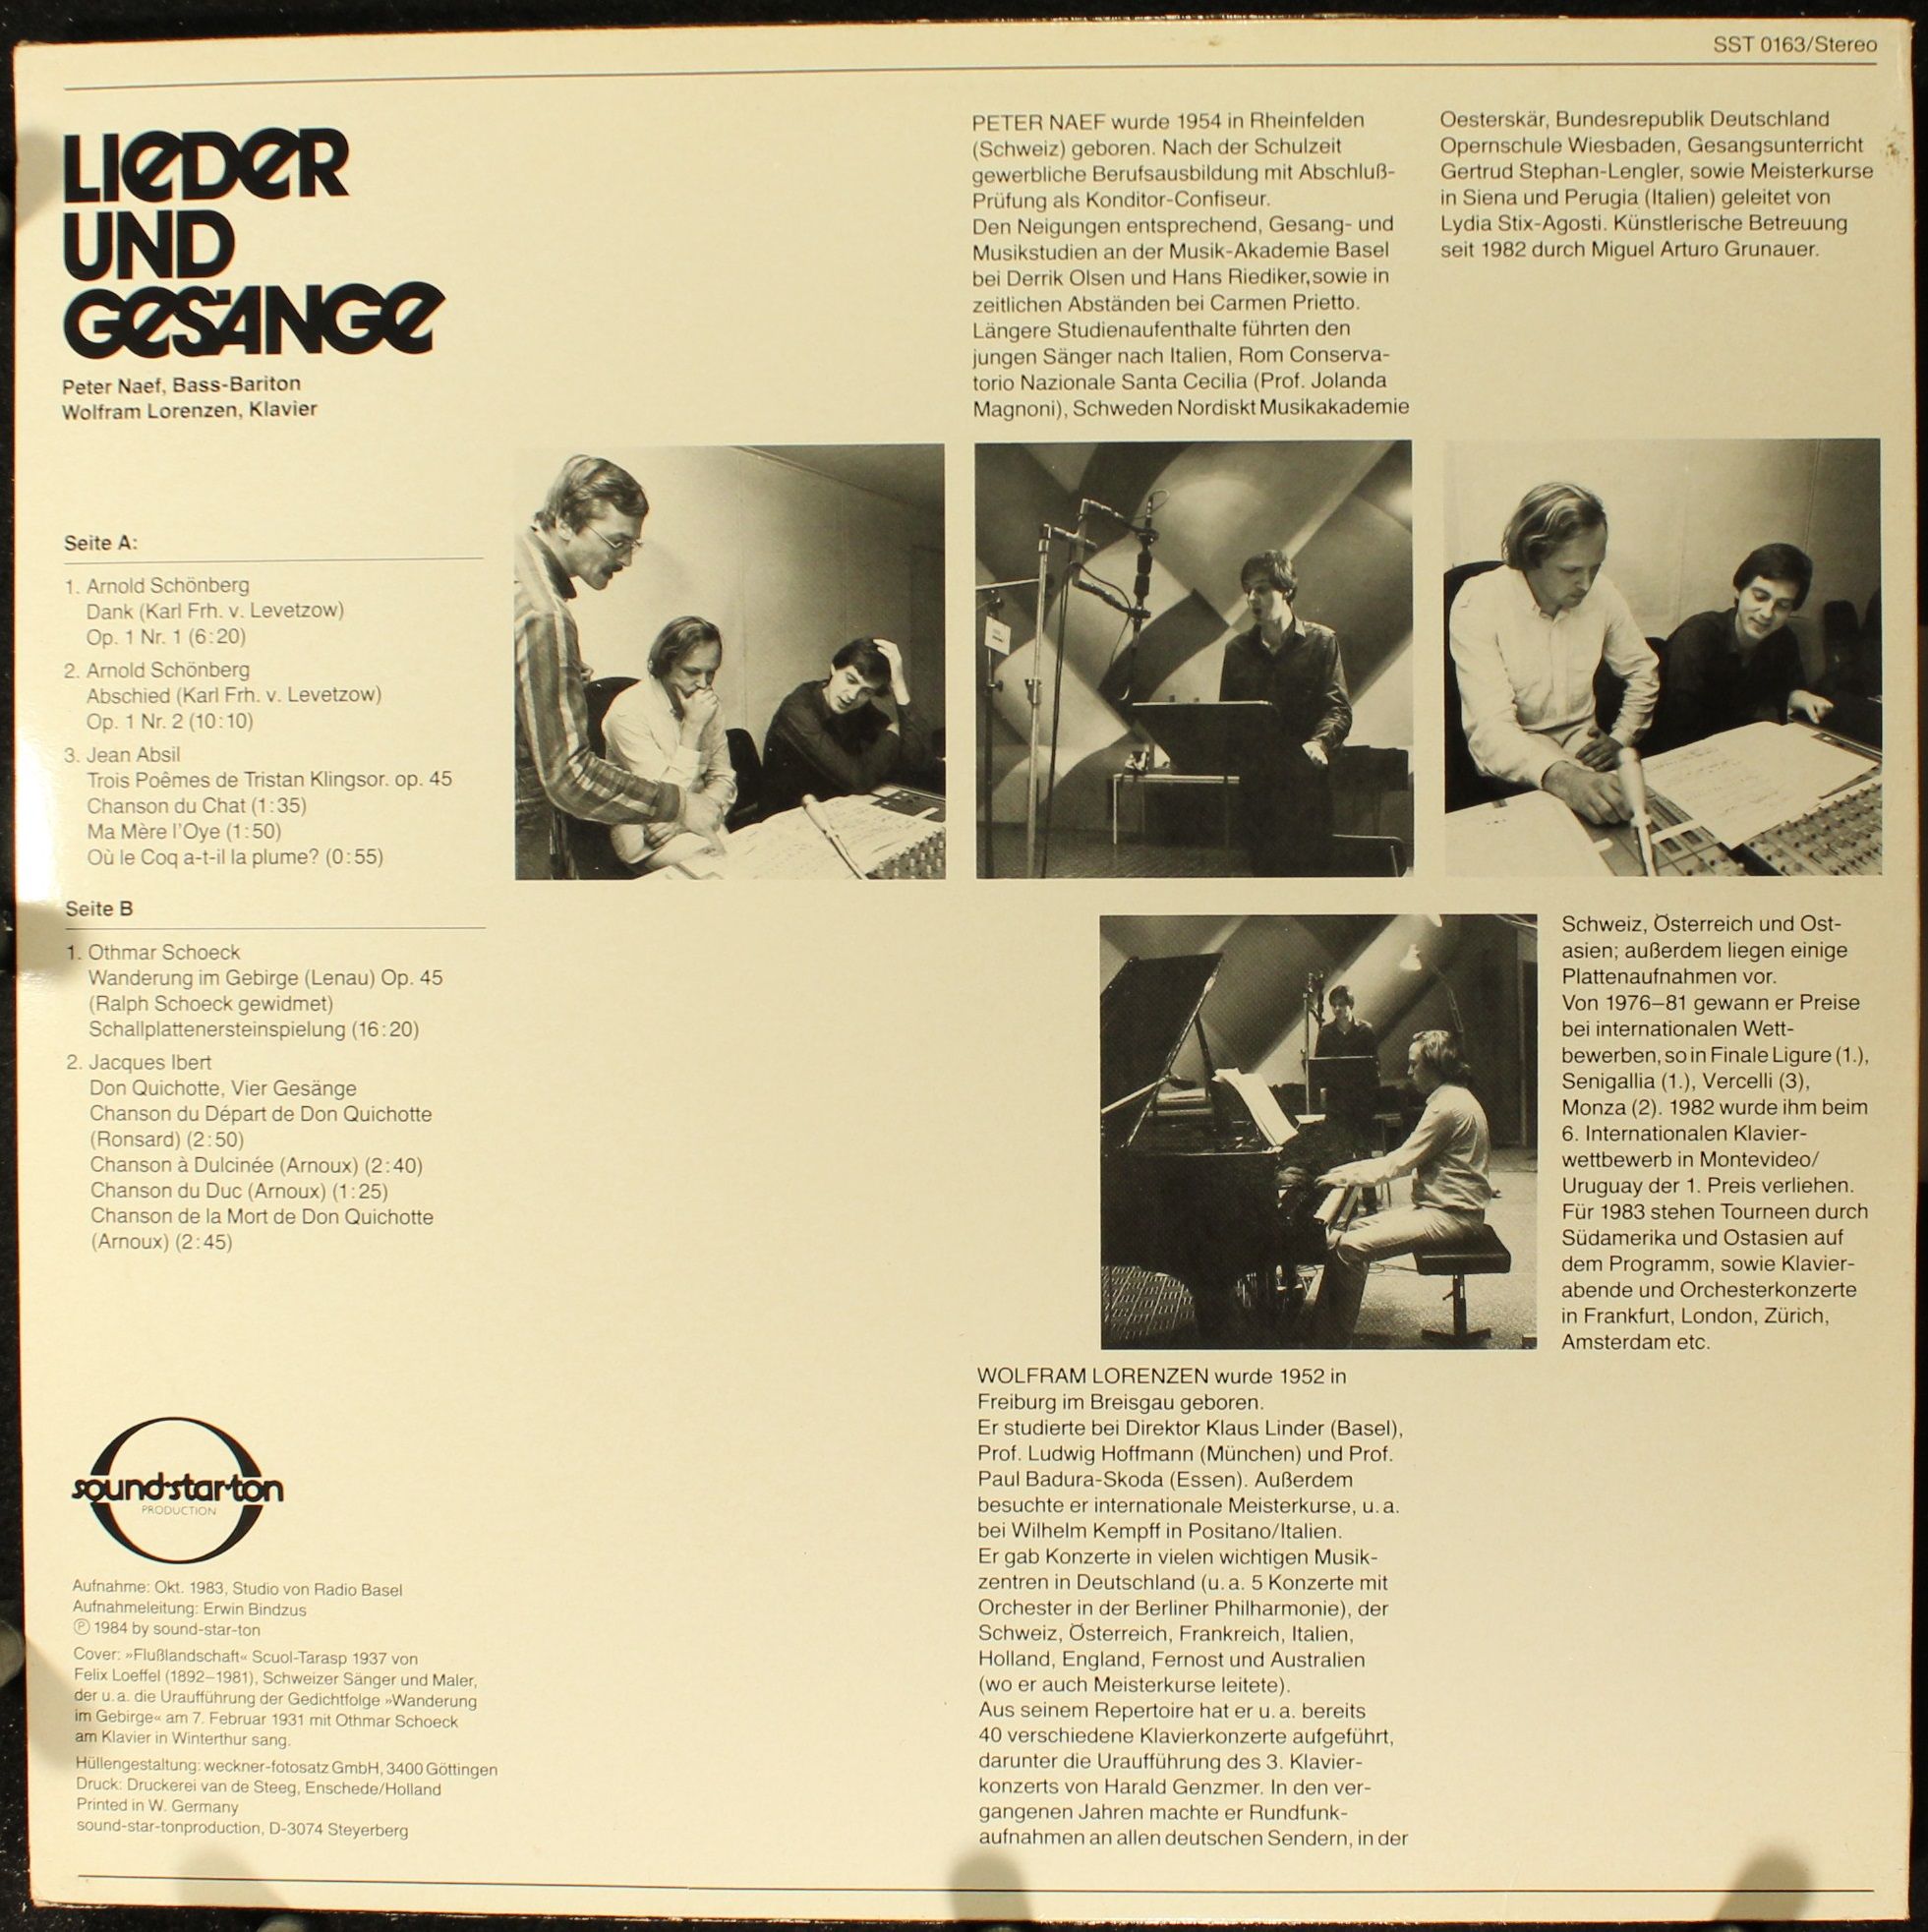 SST 0163/Stereo
LIEDER
UND
GESÄNGE
Peter Naef, Bass-Bariton
Wolfram Lorenzen, Klavier
Seite A:
1. Arnold Schönberg
Dank (Karl Frh. v. Levetzow)
Op. 1 Nr. 1 (6:20)
2. Arnold Schönberg
Abschied (Karl Frh. v. Levetzow)
Op. 1 Nr. 2 (10:10)
3. Jean Absil
Trois Poêmes de Tristan Klingsor. op. 45
Chanson du Chat (1:35)
Ma Mère l'Oye (1:50)
Où le Coq a-t-il la plume? (0:55)
Seite B
1. Othmar Schoeck
Wanderung im Gebirge (Lenau) Op. 45
(Ralph Schoeck gewidmet)
Schallplattenersteinspielung (16:20)
2. Jacques Ibert
Don Quichotte, Vier Gesänge
Chanson du Départ de Don Quichotte
(Ronsard) (2:50)
Chanson à Dulcinée (Arnoux) (2:40)
Chanson du Duc (Arnoux) (1:25)
Chanson de la Mort de Don Quichotte
(Arnoux) (2:45)
sound-star-ton
PRODUCTION
Aufnahme: Okt. 1983, Studio von Radio Basel
Aufnahmeleitung: Erwin Bindzus
℗ 1984 by sound-star-ton
Cover: »Flußlandschaft« Scuol-Tarasp 1937 von
Felix Loeffel (1892–1981), Schweizer Sänger und Maler,
der u. a. die Uraufführung der Gedichtfolge »Wanderung
im Gebirge« am 7. Februar 1931 mit Othmar Schoeck
am Klavier in Winterthur sang.
Hüllengestaltung: weckner-fotosatz GmbH, 3400 Göttingen
Druck: Druckerei van de Steeg, Enschede/Holland
Printed in W. Germany
sound-star-tonproduction, D-3074 Steyerberg
PETER NAEF wurde 1954 in Rheinfelden
(Schweiz) geboren. Nach der Schulzeit
gewerbliche Berufsausbildung mit Abschluß-
Prüfung als Konditor-Confiseur.
Den Neigungen entsprechend, Gesang- und
Musikstudien an der Musik-Akademie Basel
bei Derrik Olsen und Hans Riediker, sowie in
zeitlichen Abständen bei Carmen Prietto.
Längere Studienaufenthalte führten den
jungen Sänger nach Italien, Rom Conserva-
torio Nazionale Santa Cecilia (Prof. Jolanda
Magnoni), Schweden Nordiskt Musikakademie
Oesterskär, Bundesrepublik Deutschland
Opernschule Wiesbaden, Gesangsunterricht
Gertrud Stephan-Lengler, sowie Meisterkurse
in Siena und Perugia (Italien) geleitet von
Lydia Stix-Agosti. Künstlerische Betreuung
seit 1982 durch Miguel Arturo Grunauer.
WOLFRAM LORENZEN wurde 1952 in
Freiburg im Breisgau geboren.
Er studierte bei Direktor Klaus Linder (Basel),
Prof. Ludwig Hoffmann (München) und Prof.
Paul Badura-Skoda (Essen). Außerdem
besuchte er internationale Meisterkurse, u. a.
bei Wilhelm Kempff in Positano/Italien.
Er gab Konzerte in vielen wichtigen Musik-
zentren in Deutschland (u. a. 5 Konzerte mit
Orchester in der Berliner Philharmonie), der
Schweiz, Österreich, Frankreich, Italien,
Holland, England, Fernost und Australien
(wo er auch Meisterkurse leitete).
Aus seinem Repertoire hat er u. a. bereits
40 verschiedene Klavierkonzerte aufgeführt,
darunter die Uraufführung des 3. Klavier-
konzerts von Harald Genzmer. In den ver-
gangenen Jahren machte er Rundfunk-
aufnahmen an allen deutschen Sendern, in der
Schweiz, Österreich und Ost-
asien; außerdem liegen einige
Plattenaufnahmen vor.
Von 1976–81 gewann er Preise
bei internationalen Wett-
bewerben, so in Finale Ligure (1.),
Senigallia (1.), Vercelli (3),
Monza (2). 1982 wurde ihm beim
6. Internationalen Klavier-
wettbewerb in Montevideo/
Uruguay der 1. Preis verliehen.
Für 1983 stehen Tourneen durch
Südamerika und Ostasien auf
dem Programm, sowie Klavier-
abende und Orchesterkonzerte
in Frankfurt, London, Zürich,
Amsterdam etc.